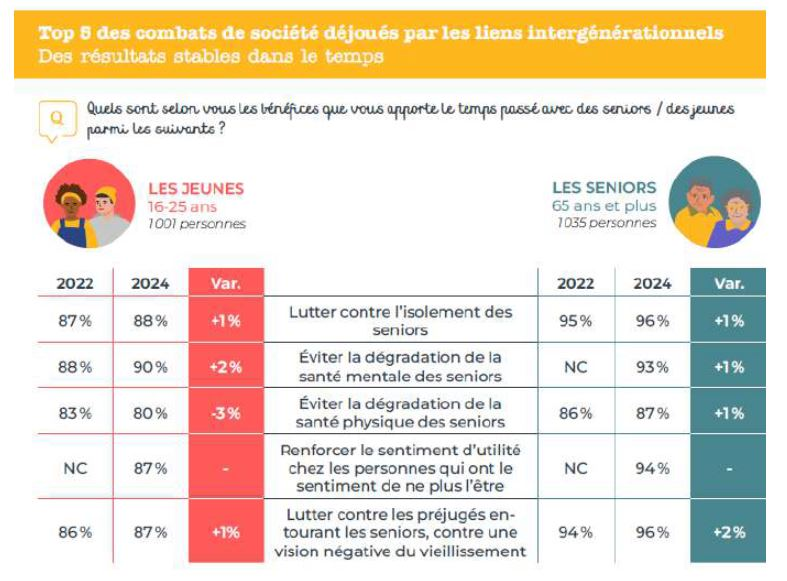 Top 5 des combats de société déjoués par les liens intergénérationnels
Des résultats stables dans le temps
Q
Quels sont selon vous les bénéfices que vous apporte le temps passé avec des seniors / des jeunes
parmi les suivants ?
LES JEUNES
16-25 ans
1001 personnes
LES SENIORS
65 ans et plus
1035 personnes
2022 2024 Var. 2022 2024 Var.
87% 88% +1% Lutter contre l'isolement des
seniors 95% 96% +1%
88% 90% +2% Éviter la dégradation de la
santé mentale des seniors NC 93% +1%
83% 80% -3% Éviter la dégradation de la
santé physique des seniors 86% 87% +1%
NC 87% - Renforcer le sentiment d'utilité
chez les personnes qui ont le
sentiment de ne plus l'être NC 94% -
86% 87% +1% Lutter contre les préjugés en-
tourant les seniors, contre une
vision négative du vieillissement 94% 96% +2%